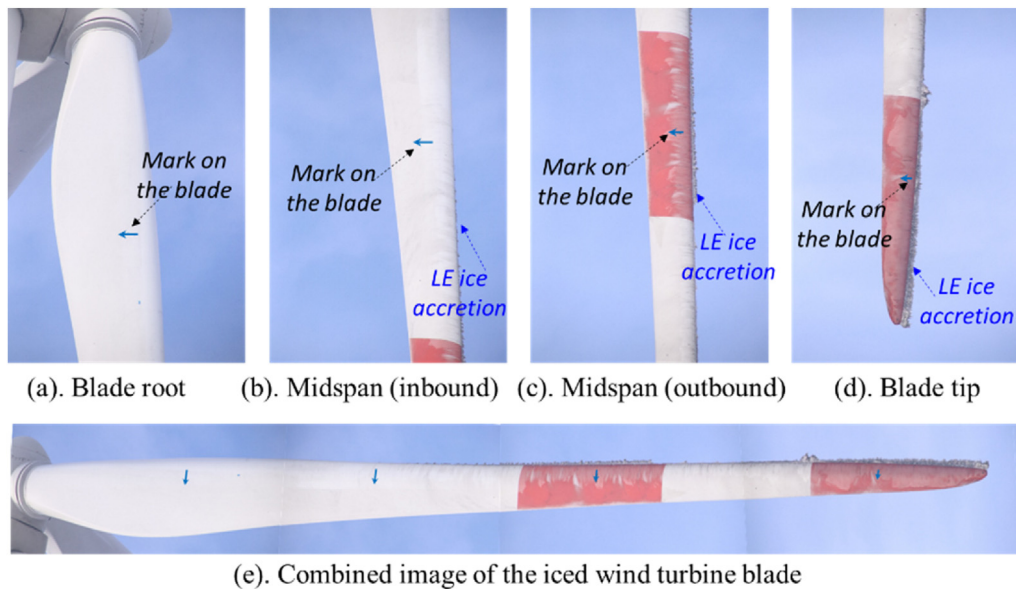 Mark on
the blade
Mark on
the blade
LE ice
accretion
Mark on
the blade
LE ice
accretion
Mark on
the blade
LE ice
accretion
(a). Blade root
(b). Midspan (inbound)
(c). Midspan (outbound)
(d). Blade tip
(e). Combined image of the iced wind turbine blade